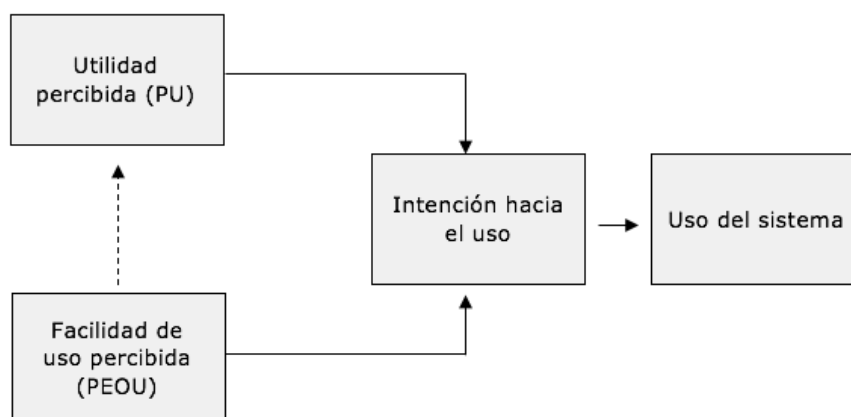 Utilidad
percibida (PU)
Intención hacia
el uso
Uso del sistema
Facilidad de
uso percibida
(PEOU)